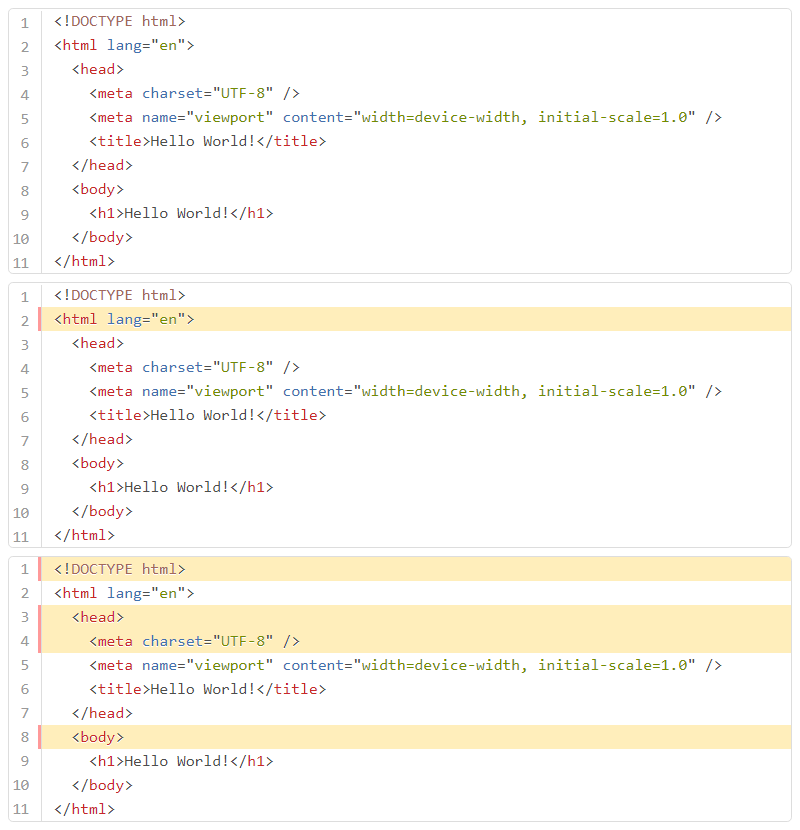 1 <!DOCTYPE html>
2 <html lang="en">
3   <head>
4     <meta charset="UTF-8" />
5     <meta name="viewport" content="width=device-width, initial-scale=1.0" />
6     <title>Hello World!</title>
7   </head>
8   <body>
9     <h1>Hello World!</h1>
10   </body>
11 </html>
1 <!DOCTYPE html>
2 <html lang="en">
3   <head>
4     <meta charset="UTF-8" />
5     <meta name="viewport" content="width=device-width, initial-scale=1.0" />
6     <title>Hello World!</title>
7   </head>
8   <body>
9     <h1>Hello World!</h1>
10   </body>
11 </html>
1 <!DOCTYPE html>
2 <html lang="en">
3   <head>
4     <meta charset="UTF-8" />
5     <meta name="viewport" content="width=device-width, initial-scale=1.0" />
6     <title>Hello World!</title>
7   </head>
8   <body>
9     <h1>Hello World!</h1>
10   </body>
11 </html>